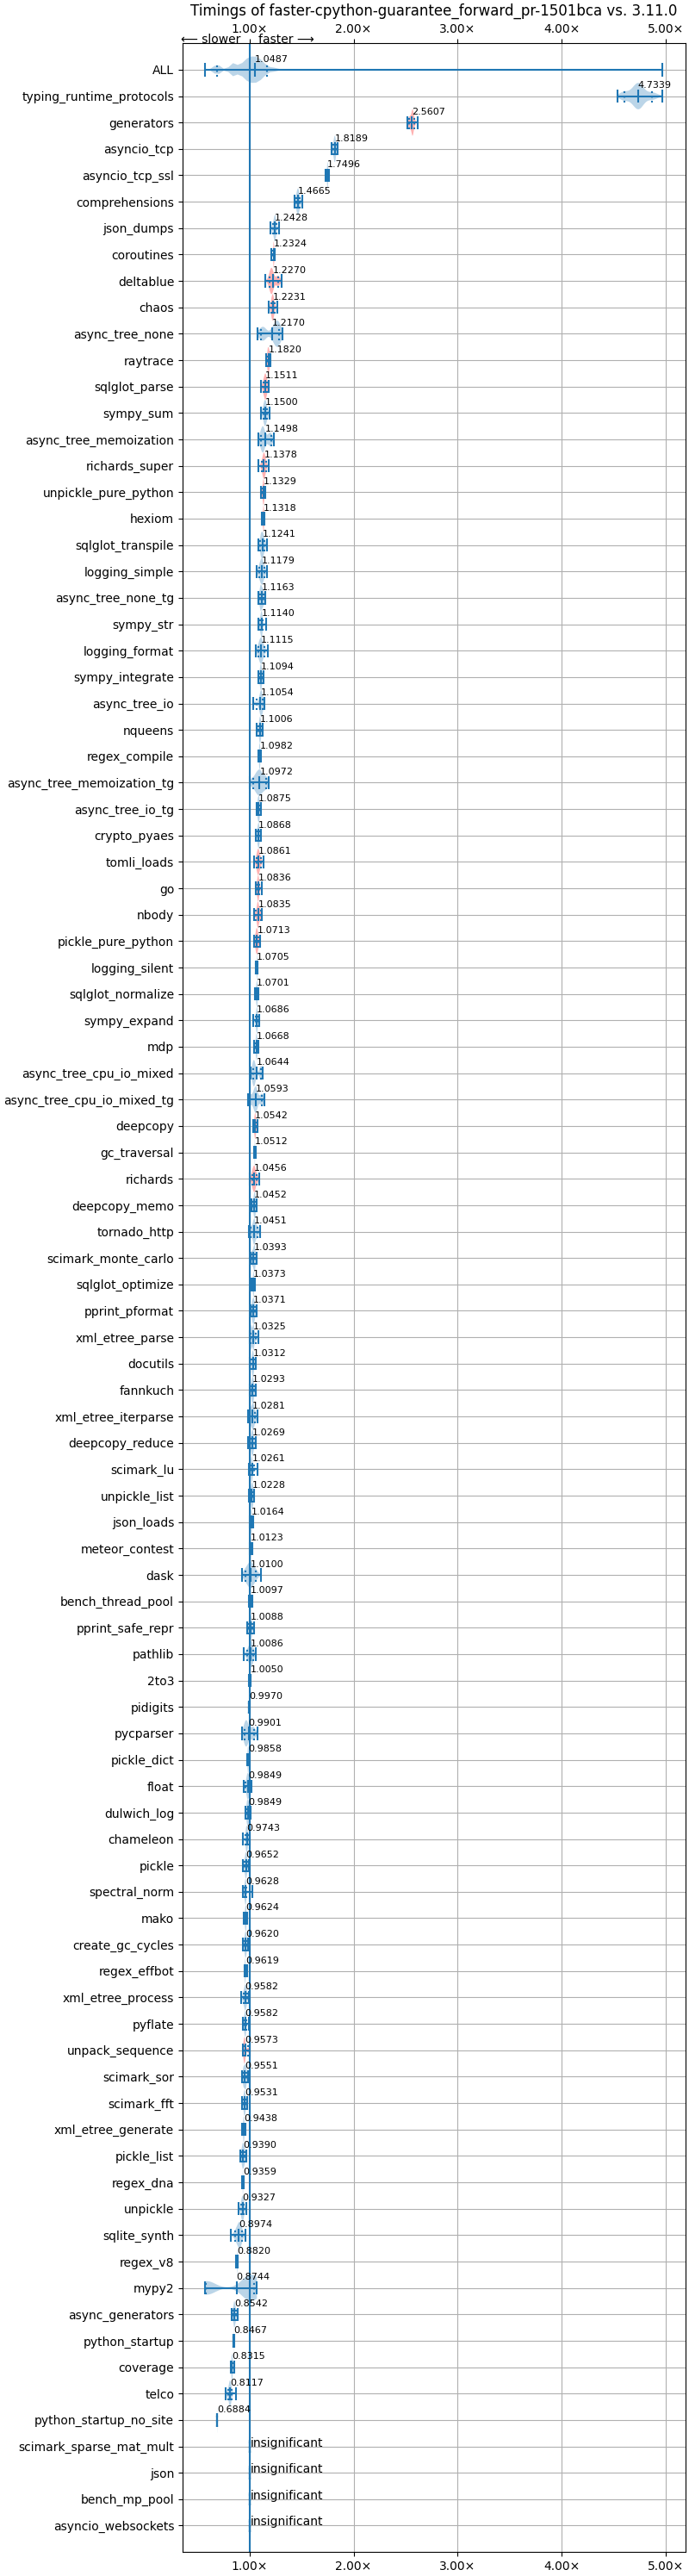 Timings of faster-cpython-guarantee_forward_pr-1501bca vs. 3.11.0
1.00× 2.00× 3.00× 4.00× 5.00×
⟵ slower faster ⟶
ALL 1.0487
typing_runtime_protocols 4.7339
generators 2.5607
asyncio_tcp 1.8189
asyncio_tcp_ssl 1.7496
comprehensions 1.4665
json_dumps 1.2428
coroutines 1.2324
deltablue 1.2270
chaos 1.2231
async_tree_none 1.2170
raytrace 1.1820
sqlglot_parse 1.1511
sympy_sum 1.1500
async_tree_memoization 1.1498
richards_super 1.1378
unpickle_pure_python 1.1329
hexiom 1.1318
sqlglot_transpile 1.1241
logging_simple 1.1179
async_tree_none_tg 1.1163
sympy_str 1.1140
logging_format 1.1115
sympy_integrate 1.1094
async_tree_io 1.1054
nqueens 1.1006
regex_compile 1.0982
async_tree_memoization_tg 1.0972
async_tree_io_tg 1.0875
crypto_pyaes 1.0868
tomli_loads 1.0861
go 1.0836
nbody 1.0835
pickle_pure_python 1.0713
logging_silent 1.0705
sqlglot_normalize 1.0701
sympy_expand 1.0686
mdp 1.0668
async_tree_cpu_io_mixed 1.0644
async_tree_cpu_io_mixed_tg 1.0593
deepcopy 1.0542
gc_traversal 1.0512
richards 1.0456
deepcopy_memo 1.0452
tornado_http 1.0451
scimark_monte_carlo 1.0393
sqlglot_optimize 1.0373
pprint_pformat 1.0371
xml_etree_parse 1.0325
docutils 1.0312
fannkuch 1.0293
xml_etree_iterparse 1.0281
deepcopy_reduce 1.0269
scimark_lu 1.0261
unpickle_list 1.0228
json_loads 1.0164
meteor_contest 1.0123
dask 1.0100
bench_thread_pool 1.0097
pprint_safe_repr 1.0088
pathlib 1.0086
2to3 1.0050
pidigits 0.9970
pycparser 0.9901
pickle_dict 0.9858
float 0.9849
dulwich_log 0.9849
chameleon 0.9743
pickle 0.9652
spectral_norm 0.9628
mako 0.9624
create_gc_cycles 0.9620
regex_effbot 0.9619
xml_etree_process 0.9582
pyflate 0.9582
unpack_sequence 0.9573
scimark_sor 0.9551
scimark_fft 0.9531
xml_etree_generate 0.9438
pickle_list 0.9390
regex_dna 0.9359
unpickle 0.9327
sqlite_synth 0.8974
regex_v8 0.8820
mypy2 0.8744
async_generators 0.8542
python_startup 0.8467
coverage 0.8315
telco 0.8117
python_startup_no_site 0.6884
scimark_sparse_mat_mult insignificant
json insignificant
bench_mp_pool insignificant
asyncio_websockets insignificant
1.00× 2.00× 3.00× 4.00× 5.00×